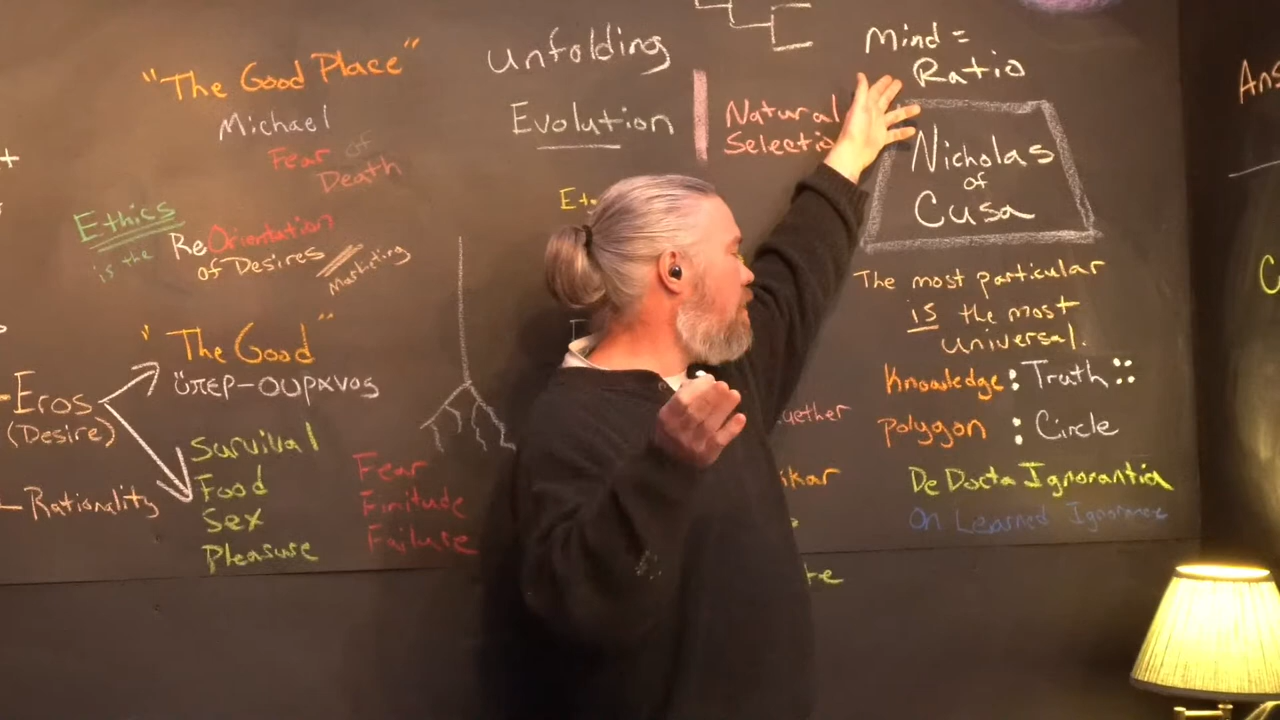 "The Good Place"
Michael
Fear of
Death
Ethics
is the
ReOrientation
of Desires
Marketing
"The Good"
ὑπερ-ουρανος
Eros
(Desire)
Rationality
Survival
Food
Sex
Pleasure
Fear
Finitude
Failure
unfolding
Evolution
Natural
Mind =
Ratio
Nicholas
of
Cusa
The most particular
is the most
universal.
Knowledge : Truth ::
Polygon : Circle
De Docta Ignorantia
On Learned Ignorance